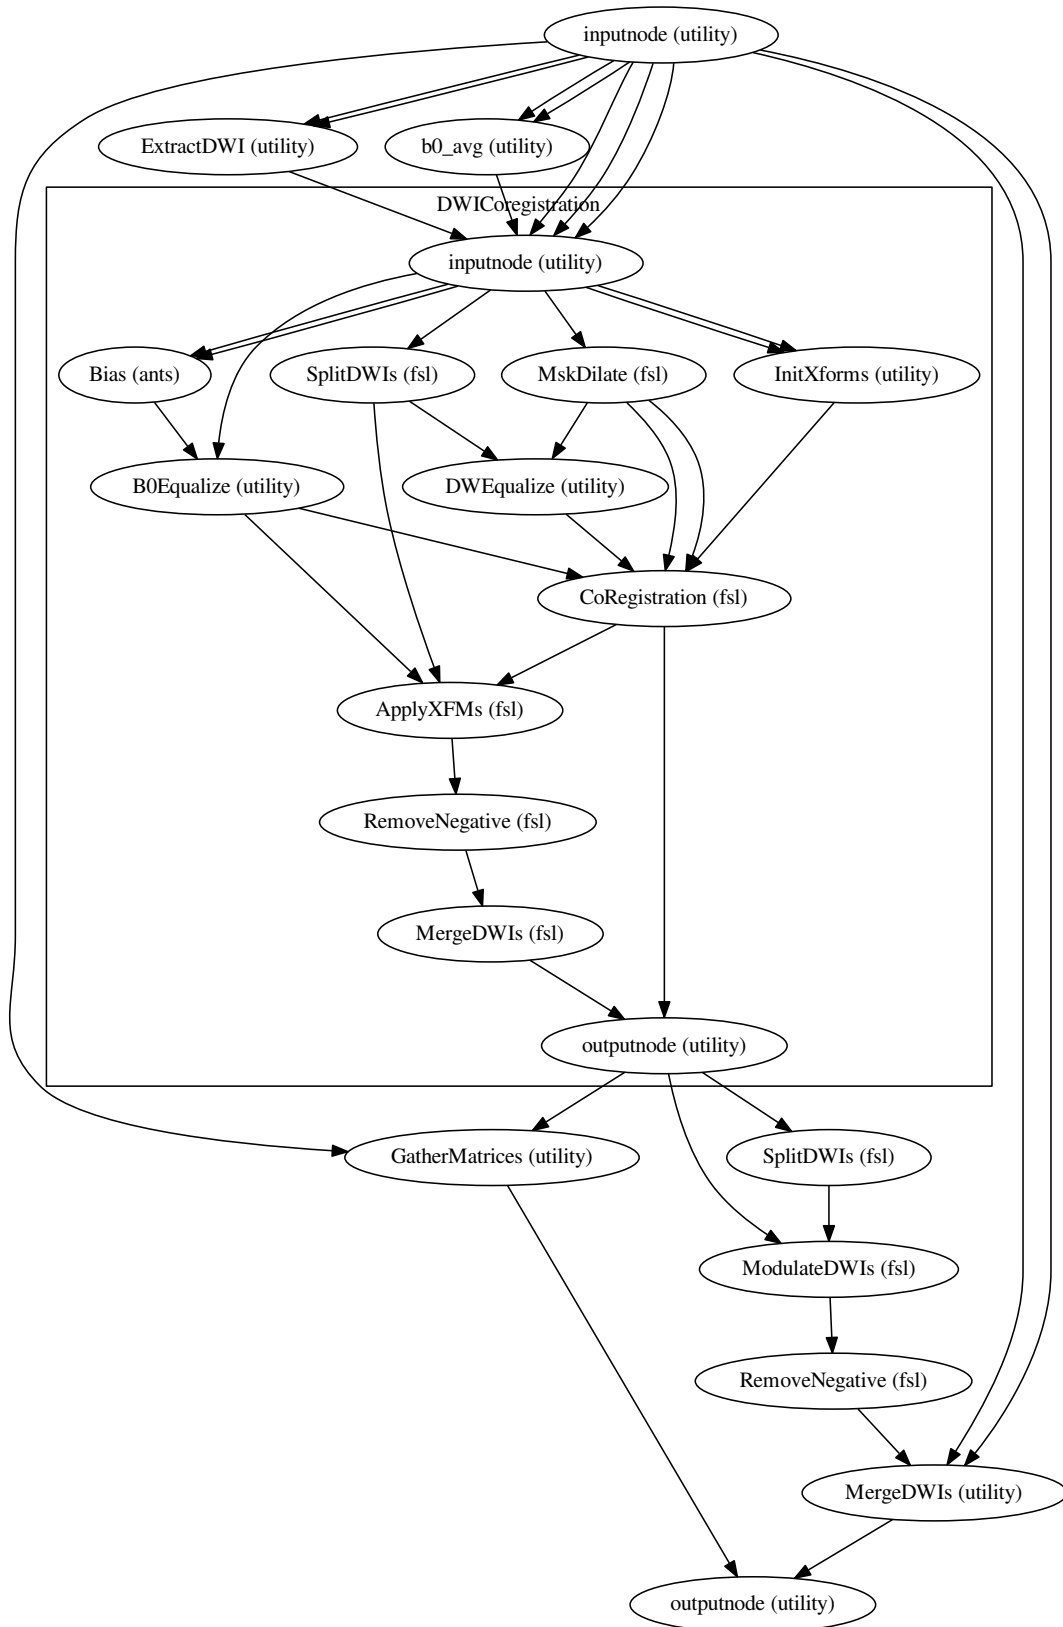 inputnode (utility)
ExtractDWI (utility)
b0_avg (utility)
DWICoregistration
inputnode (utility)
Bias (ants)
SplitDWIs (fsl)
MskDilate (fsl)
InitXforms (utility)
B0Equalize (utility)
DWEqualize (utility)
CoRegistration (fsl)
ApplyXFMs (fsl)
RemoveNegative (fsl)
MergeDWIs (fsl)
outputnode (utility)
GatherMatrices (utility)
SplitDWIs (fsl)
ModulateDWIs (fsl)
RemoveNegative (fsl)
MergeDWIs (utility)
outputnode (utility)